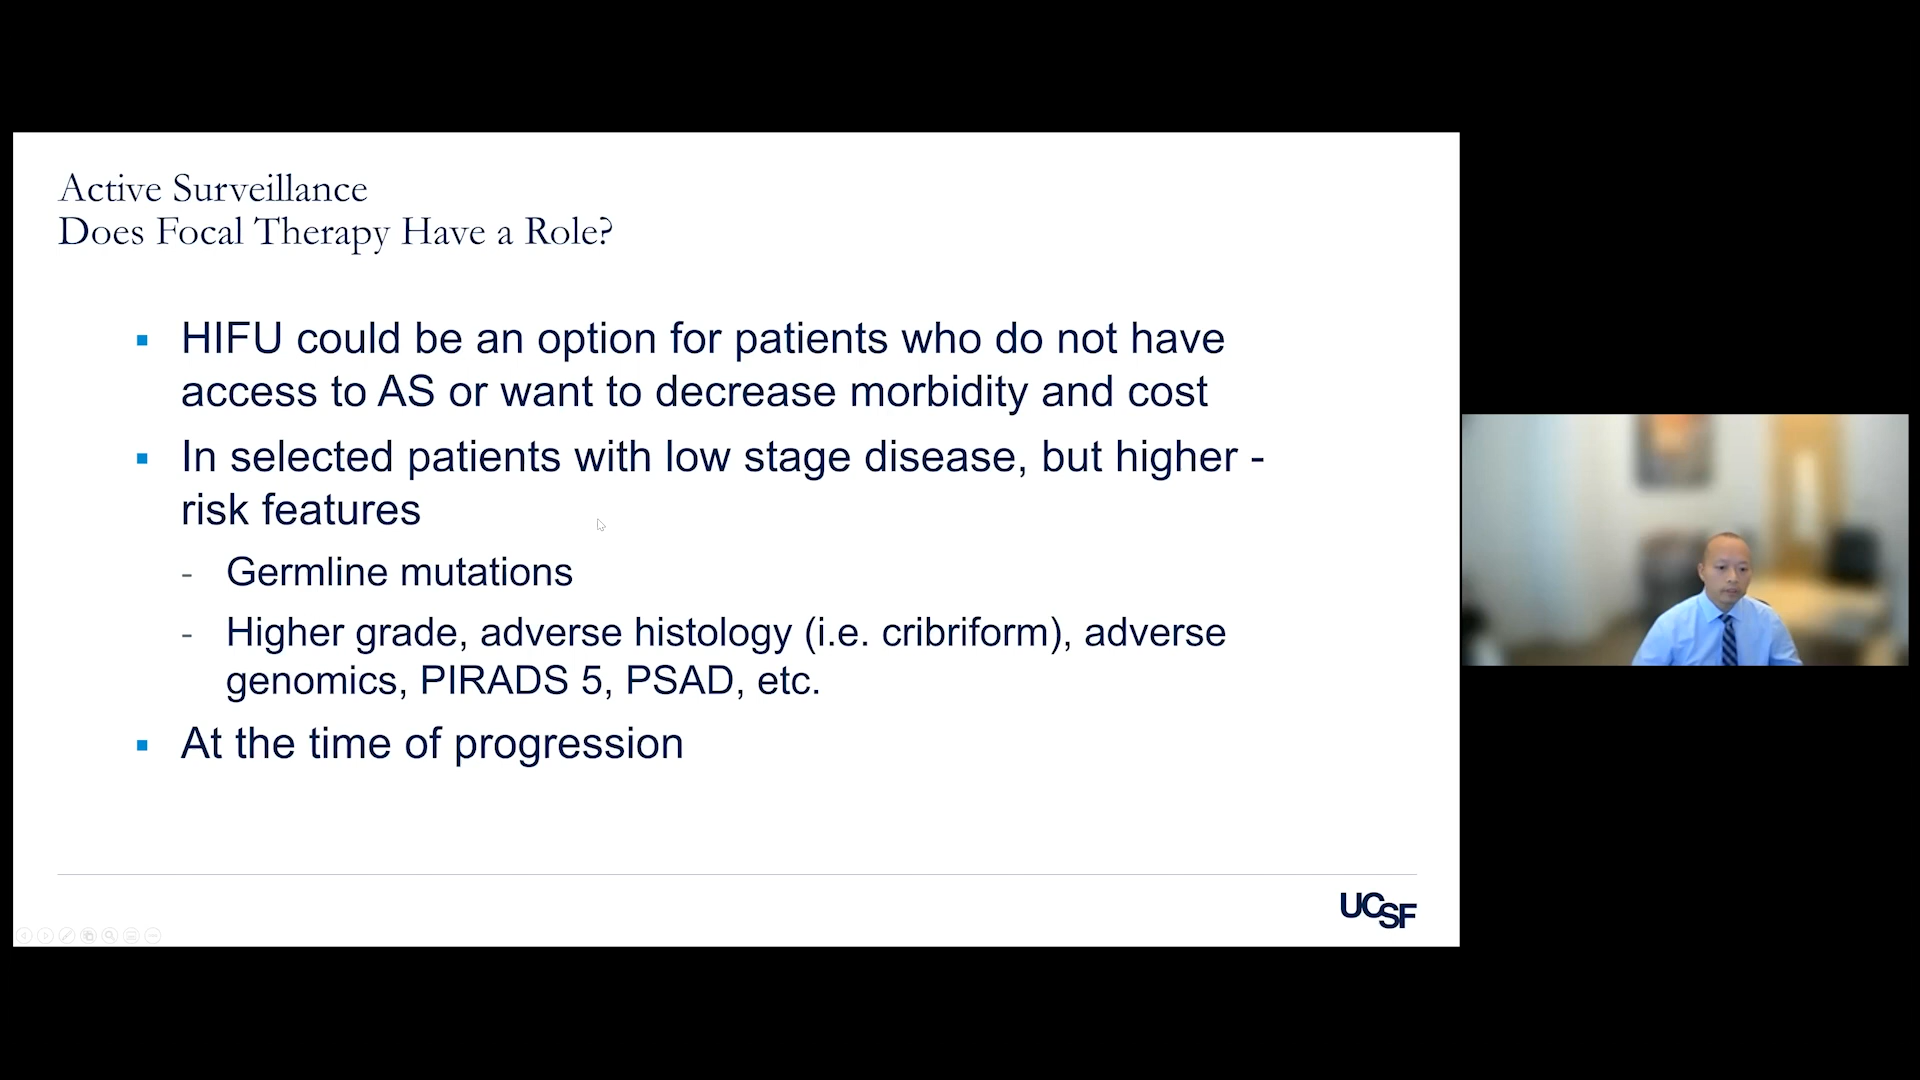 Active Surveillance
Does Focal Therapy Have a Role?
HIFU could be an option for patients who do not have
access to AS or want to decrease morbidity and cost
In selected patients with low stage disease, but higher -
risk features
- Germline mutations
- Higher grade, adverse histology (i.e. cribriform), adverse
genomics, PIRADS 5, PSAD, etc.
At the time of progression
UCSF